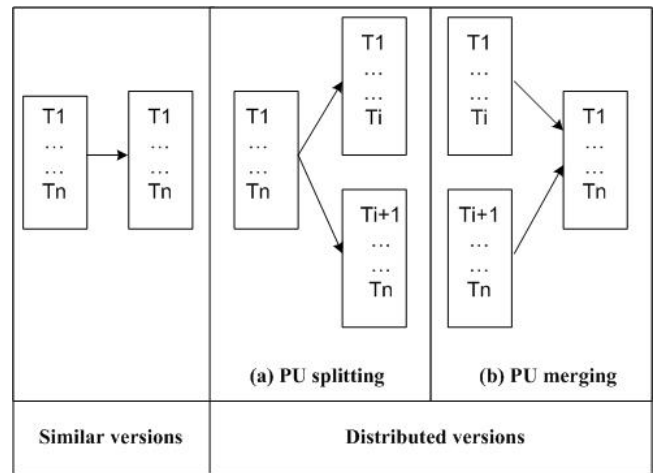 T1
...
...
Tn
T1
...
...
Tn
T1
...
...
Tn
T1
...
...
Ti
Ti+1
...
...
Tn
(a) PU splitting
T1
...
...
Ti
Ti+1
...
...
Tn
T1
...
...
Tn
(b) PU merging
Similar versions
Distributed versions